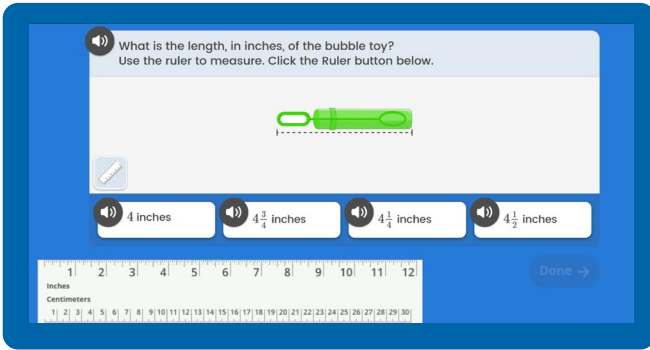 What is the length, in inches, of the bubble toy?
Use the ruler to measure. Click the Ruler button below.
4 inches
4 3/4 inches
4 1/4 inches
4 1/2 inches
Done →
1 2 3 4 5 6 7 8 9 10 11 12
Inches
Centimeters
1 2 3 4 5 6 7 8 9 10 11 12 13 14 15 16 17 18 19 20 21 22 23 24 25 26 27 28 29 30